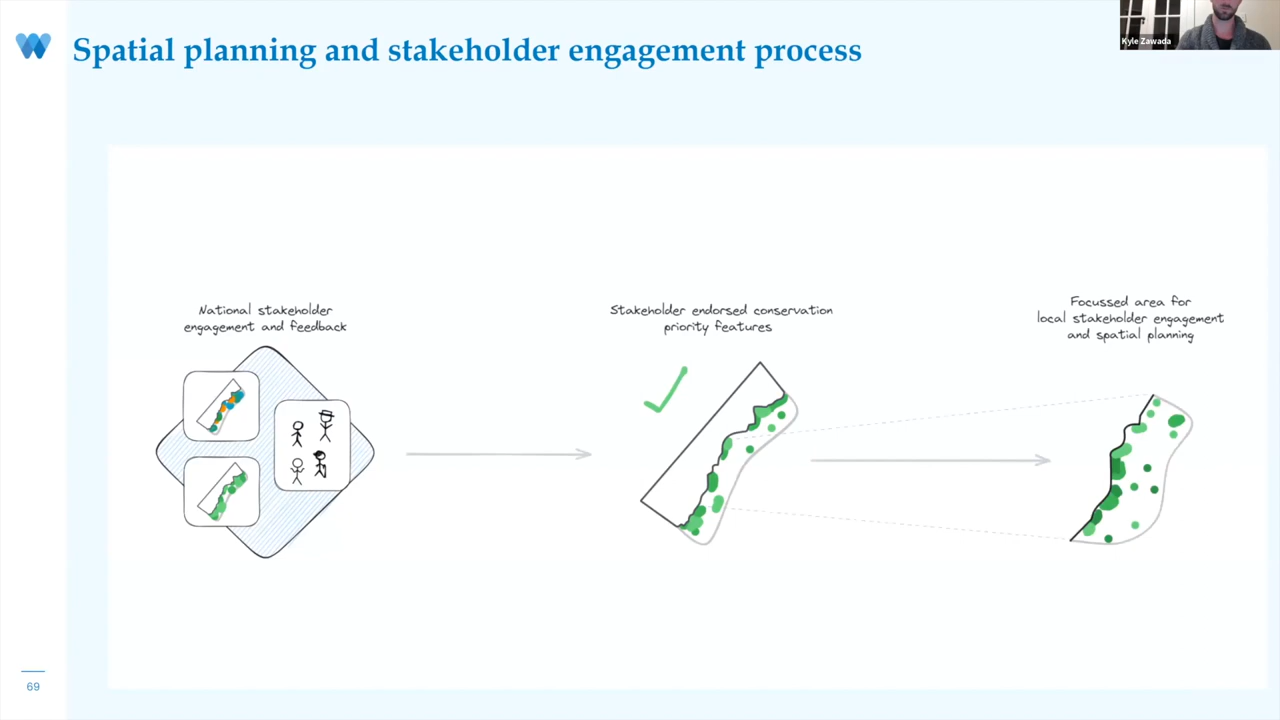 Spatial planning and stakeholder engagement process
Kyle Zawada
National stakeholder
engagement and feedback
Stakeholder endorsed conservation
priority features
Focussed area for
local stakeholder engagement
and spatial planning
69